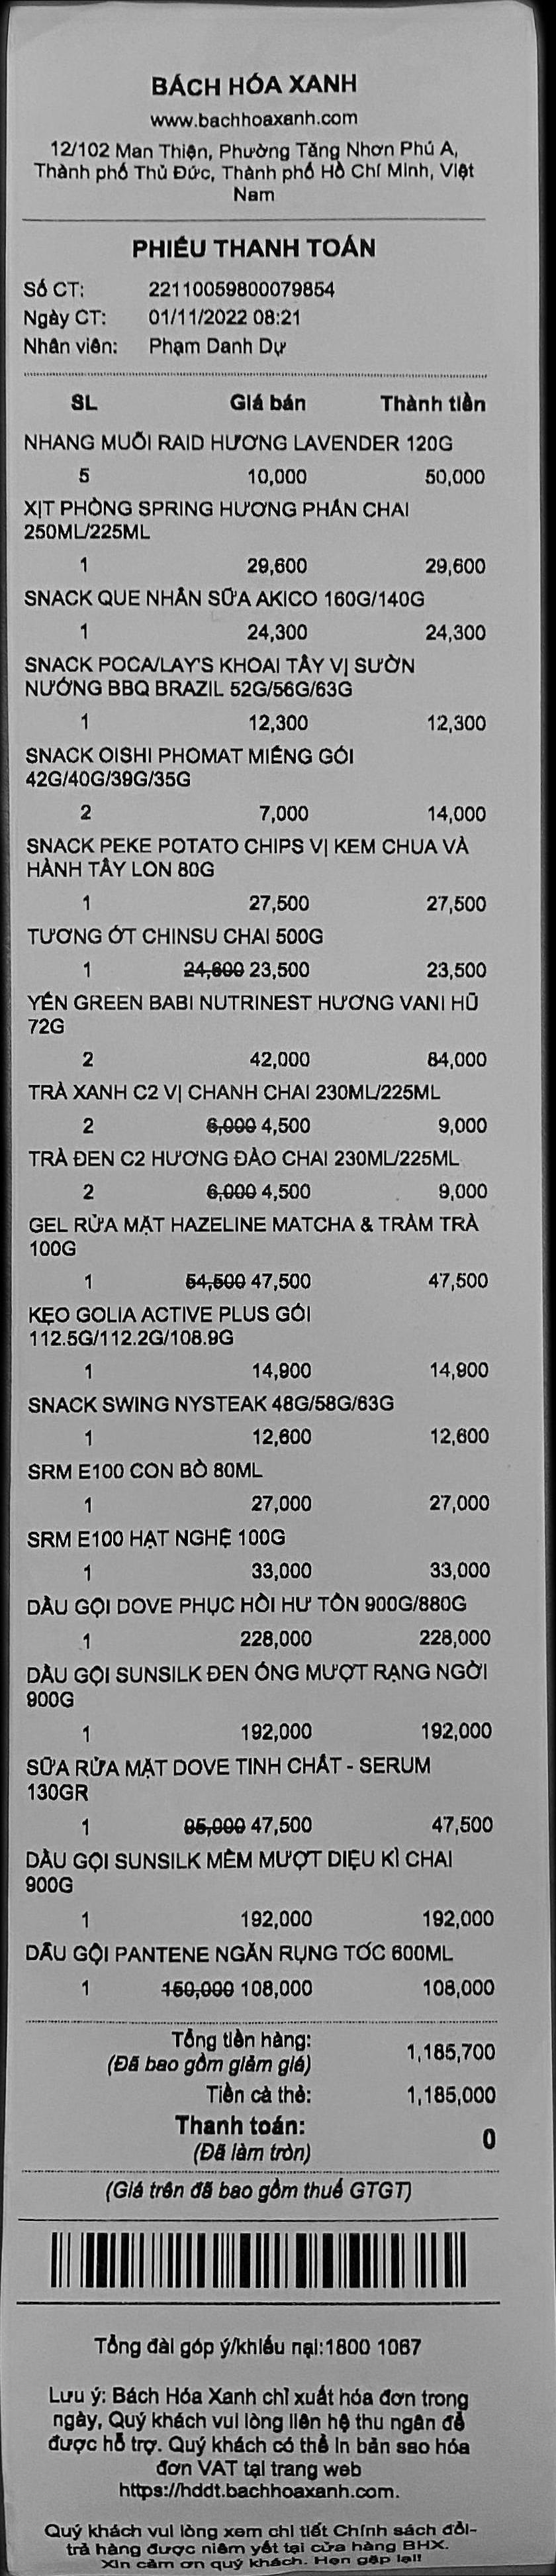 BÁCH HÓA XANH
www.bachhoaxanh.com
12/102 Man Thiện, Phường Tăng Nhơn Phú A,
Thành phố Thủ Đức, Thành phố Hồ Chí Minh, Việt
Nam
PHIẾU THANH TOÁN
Số CT: 22110059800079854
Ngày CT: 01/11/2022 08:21
Nhân viên: Phạm Danh Dự
SL Giá bán Thành tiền
NHANG MUỖI RAID HƯƠNG LAVENDER 120G
5 10,000 50,000
XỊT PHÒNG SPRING HƯƠNG PHẤN CHAI
250ML/225ML
1 29,600 29,600
SNACK QUE NHÂN SỮA AKICO 160G/140G
1 24,300 24,300
SNACK POCA/LAY'S KHOAI TÂY VỊ SƯỜN
NƯỚNG BBQ BRAZIL 52G/56G/63G
1 12,300 12,300
SNACK OISHI PHOMAT MIẾNG GÓI
42G/40G/39G/35G
2 7,000 14,000
SNACK PEKE POTATO CHIPS VỊ KEM CHUA VÀ
HÀNH TÂY LON 80G
1 27,500 27,500
TƯƠNG ỚT CHINSU CHAI 500G
1 24,600 23,500 23,500
YẾN GREEN BABI NUTRINEST HƯƠNG VANI HŨ
72G
2 42,000 84,000
TRÀ XANH C2 VỊ CHANH CHAI 230ML/225ML
2 6,000 4,500 9,000
TRÀ ĐEN C2 HƯƠNG ĐÀO CHAI 230ML/225ML
2 6,000 4,500 9,000
GEL RỬA MẶT HAZELINE MATCHA & TRÀM TRÀ
100G
1 54,500 47,500 47,500
KẸO GOLIA ACTIVE PLUS GÓI
112.5G/112.2G/108.9G
1 14,900 14,900
SNACK SWING NYSTEAK 48G/58G/63G
1 12,600 12,600
SRM E100 CON BÒ 80ML
1 27,000 27,000
SRM E100 HẠT NGHỆ 100G
1 33,000 33,000
DẦU GỘI DOVE PHỤC HỒI HƯ TỔN 900G/880G
1 228,000 228,000
DẦU GỘI SUNSILK ĐEN ÓNG MƯỢT RẠNG NGỜI
900G
1 192,000 192,000
SỮA RỬA MẶT DOVE TINH CHẤT - SERUM
130GR
1 95,000 47,500 47,500
DẦU GỘI SUNSILK MỀM MƯỢT DIỆU KÌ CHAI
900G
1 192,000 192,000
DẦU GỘI PANTENE NGĂN RỤNG TÓC 600ML
1 150,000 108,000 108,000
Tổng tiền hàng: 1,185,700
(Đã bao gồm giảm giá)
Tiền cà thẻ: 1,185,000
Thanh toán: 0
(Đã làm tròn)
(Giá trên đã bao gồm thuế GTGT)
Tổng đài góp ý/khiếu nại:1800 1067
Lưu ý: Bách Hóa Xanh chỉ xuất hóa đơn trong
ngày, Quý khách vui lòng liên hệ thu ngân để
được hỗ trợ. Quý khách có thể in bản sao hóa
đơn VAT tại trang web
https://hddt.bachhoaxanh.com.
Quý khách vui lòng xem chi tiết Chính sách đổi-
trả hàng được niêm yết tại cửa hàng BHX.
Xin cảm ơn quý khách. Hẹn gặp lại!